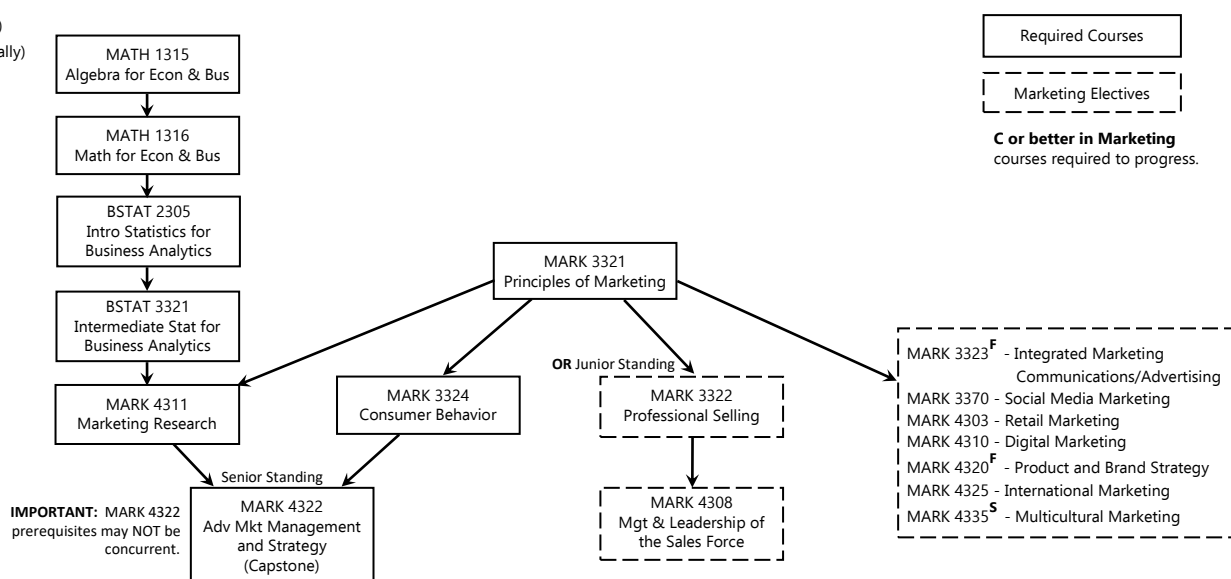 )
ally)
MATH 1315
Algebra for Econ & Bus
MATH 1316
Math for Econ & Bus
BSTAT 2305
Intro Statistics for
Business Analytics
BSTAT 3321
Intermediate Stat for
Business Analytics
MARK 4311
Marketing Research
MARK 3321
Principles of Marketing
MARK 3324
Consumer Behavior
OR Junior Standing
MARK 3322
Professional Selling
MARK 4308
Mgt & Leadership of
the Sales Force
Senior Standing
MARK 4322
Adv Mkt Management
and Strategy
(Capstone)
IMPORTANT: MARK 4322
prerequisites may NOT be
concurrent.
Required Courses
Marketing Electives
C or better in Marketing
courses required to progress.
MARK 3323F - Integrated Marketing
Communications/Advertising
MARK 3370 - Social Media Marketing
MARK 4303 - Retail Marketing
MARK 4310 - Digital Marketing
MARK 4320F - Product and Brand Strategy
MARK 4325 - International Marketing
MARK 4335S - Multicultural Marketing